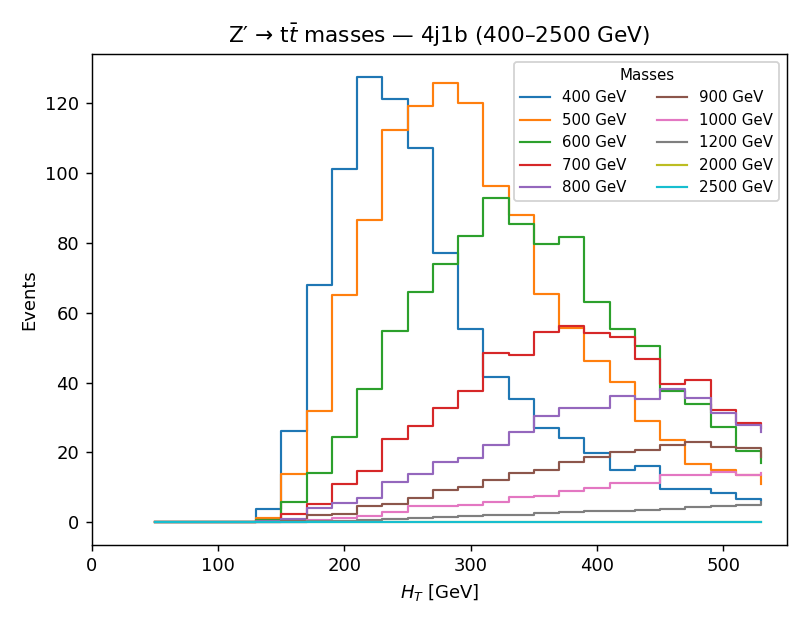 Z′ → tt̄ masses — 4j1b (400–2500 GeV)
Masses
400 GeV
500 GeV
600 GeV
700 GeV
800 GeV
900 GeV
1000 GeV
1200 GeV
2000 GeV
2500 GeV
Events
120
100
80
60
40
20
0
0 100 200 300 400 500
H_T [GeV]